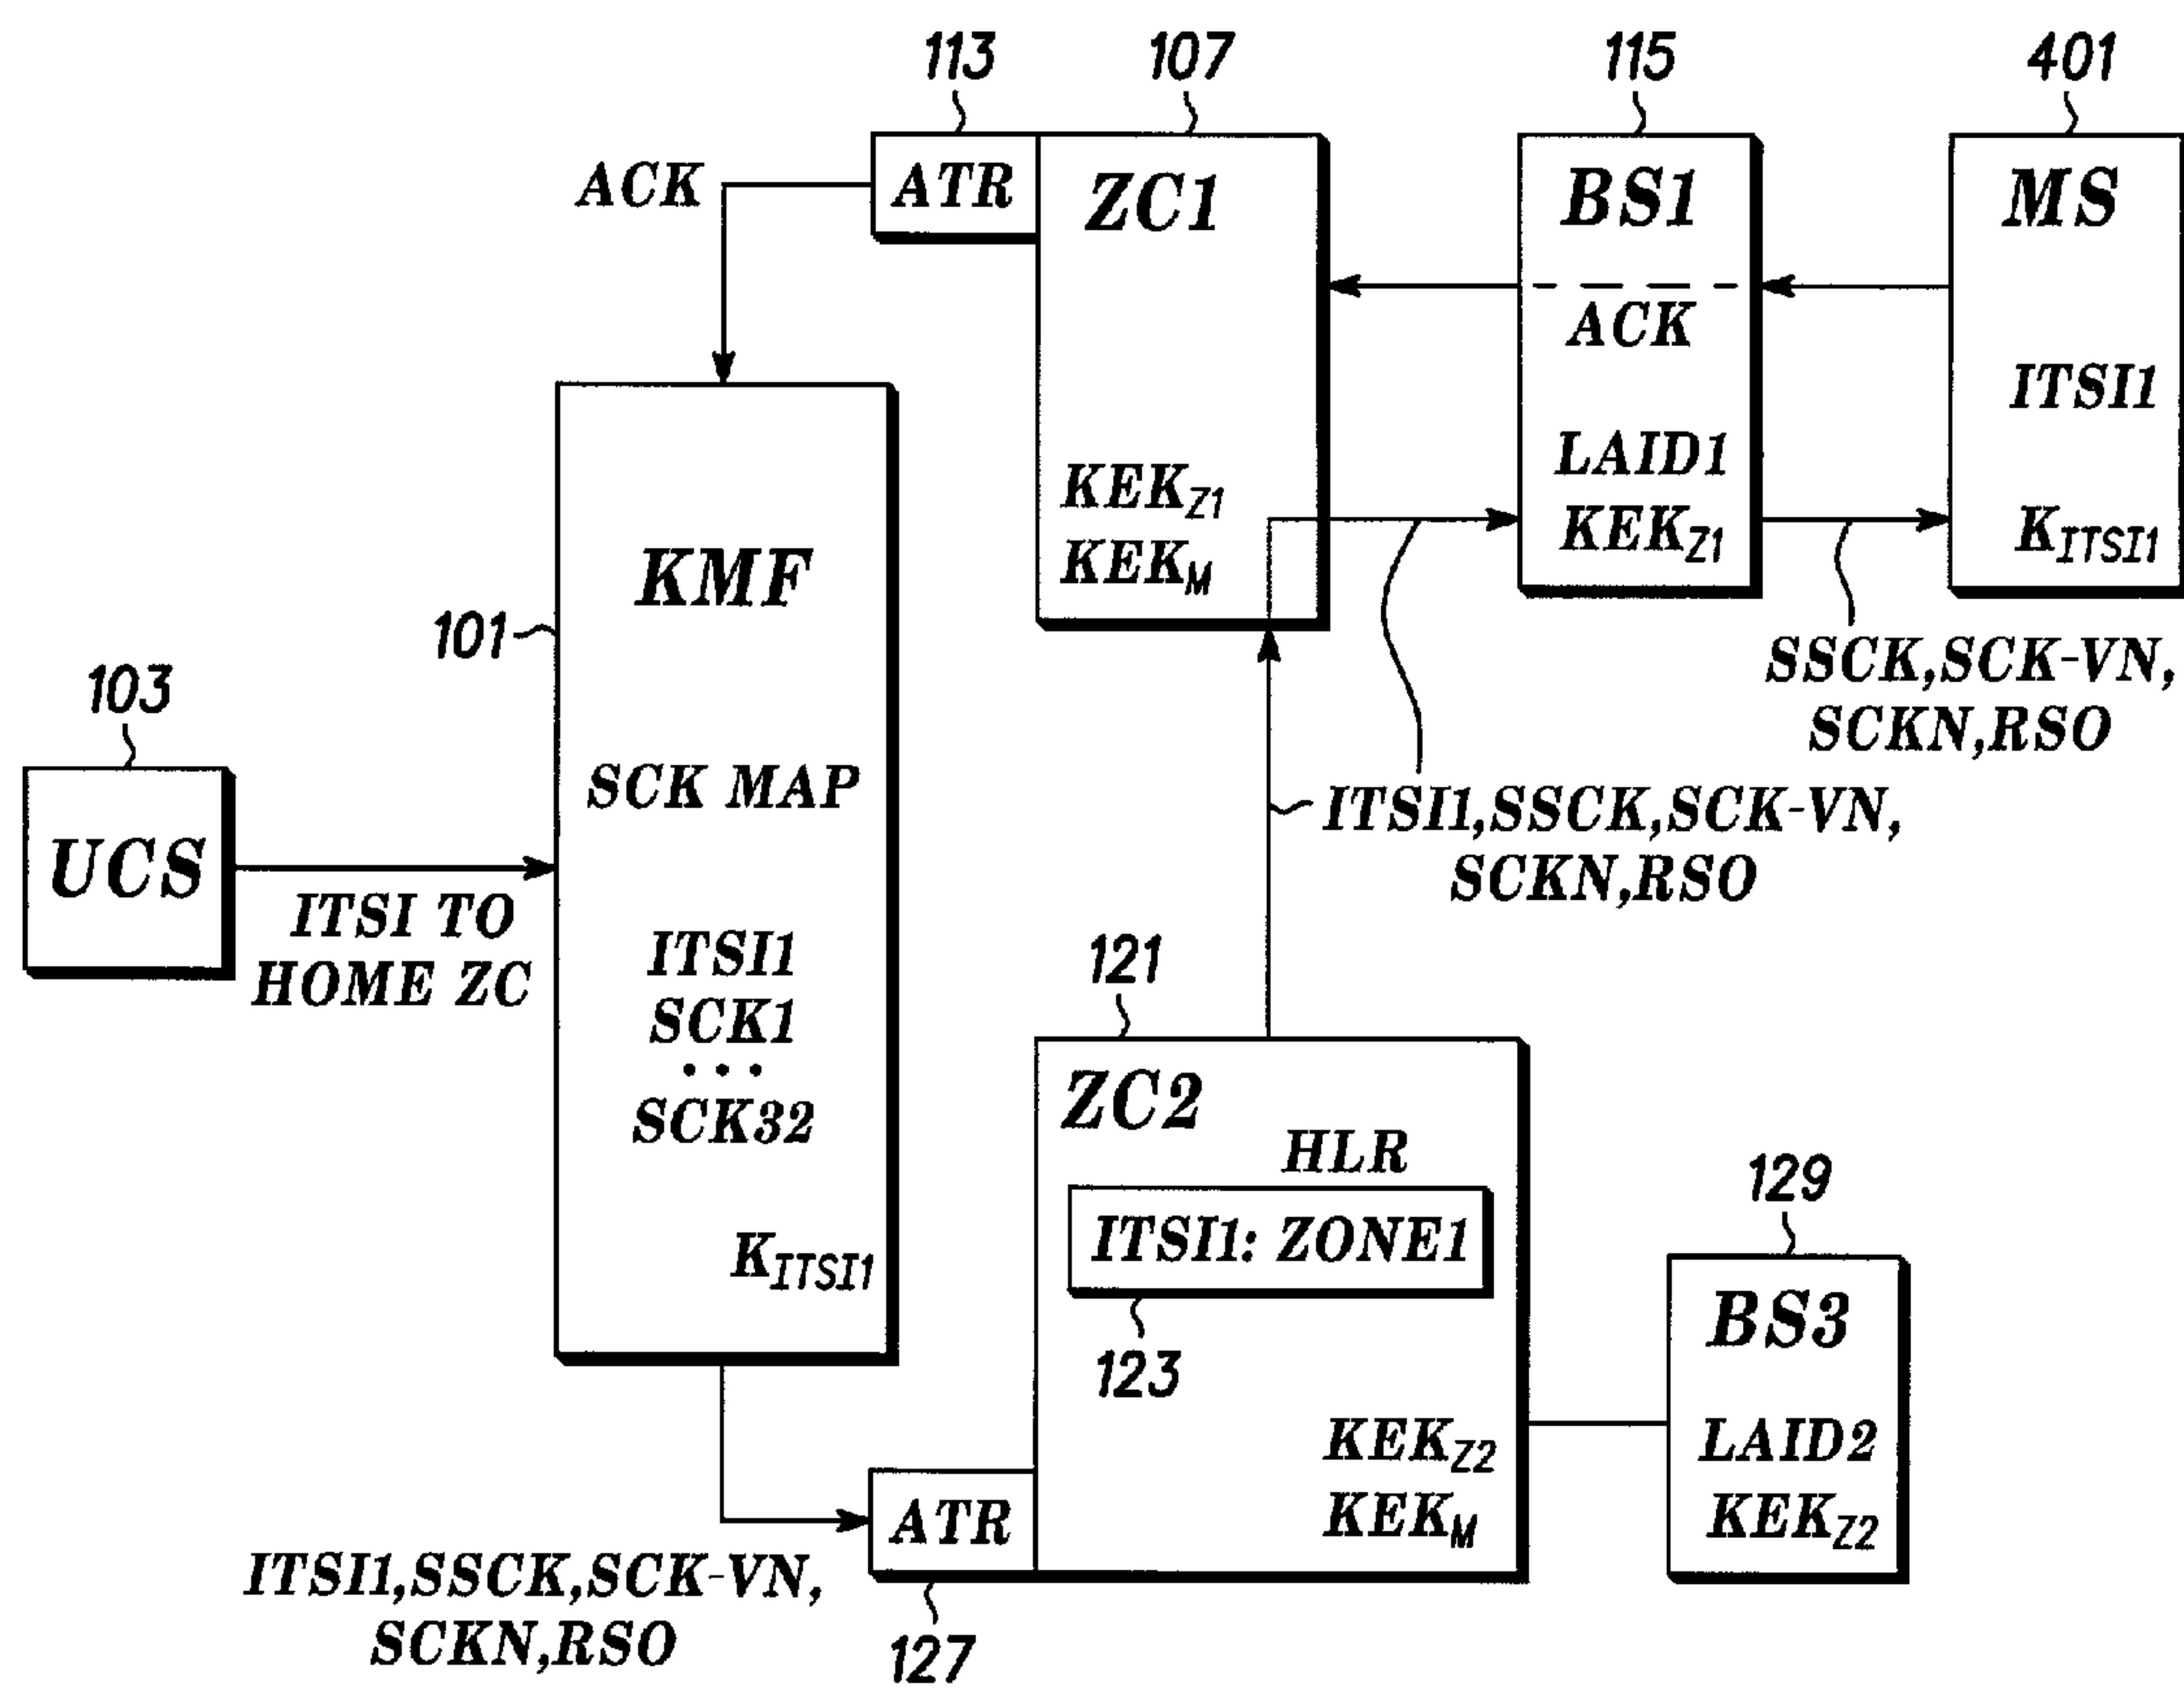 113
107
115
401
ACK
ATR
ZC1
BS1
MS
ACK
ITSI1
LAID1
KEKZ1
KEKZ1
KEKM
KITSI1
SSCK,SCK-VN,
SCKN,RSO
101
KMF
SCK MAP
ITSI1
SCK1
...
SCK32
KITSI1
103
UCS
ITSI TO
HOME ZC
ITSI1,SSCK,SCK-VN,
SCKN,RSO
121
ZC2
HLR
ITSI1: ZONE1
123
KEKZ2
KEKM
129
BS3
LAID2
KEKZ2
ATR
127
ITSI1,SSCK,SCK-VN,
SCKN,RSO